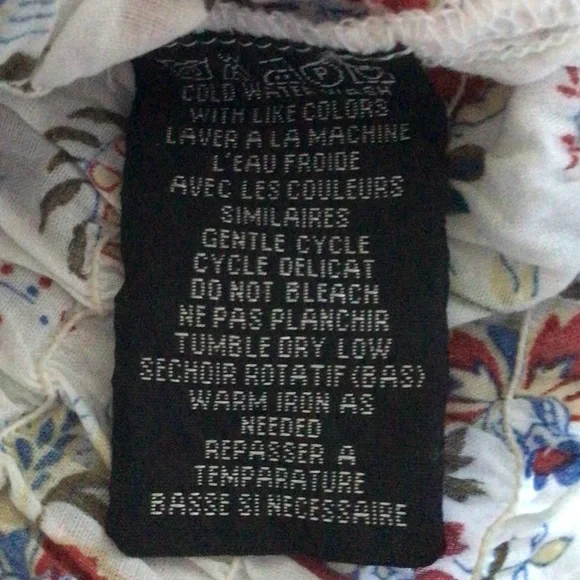 COLD WATER WASH
WITH LIKE COLORS
LAVER A LA MACHINE
L'EAU FROIDE
AVEC LES COULEURS
SIMILAIRES
GENTLE CYCLE
CYCLE DELICAT
DO NOT BLEACH
NE PAS PLANCHIR
TUMBLE DRY LOW
SECHOIR ROTATIF (BAS)
WARM IRON AS
NEEDED
REPASSER A
TEMPARATURE
BASSE SI NECESSAIRE